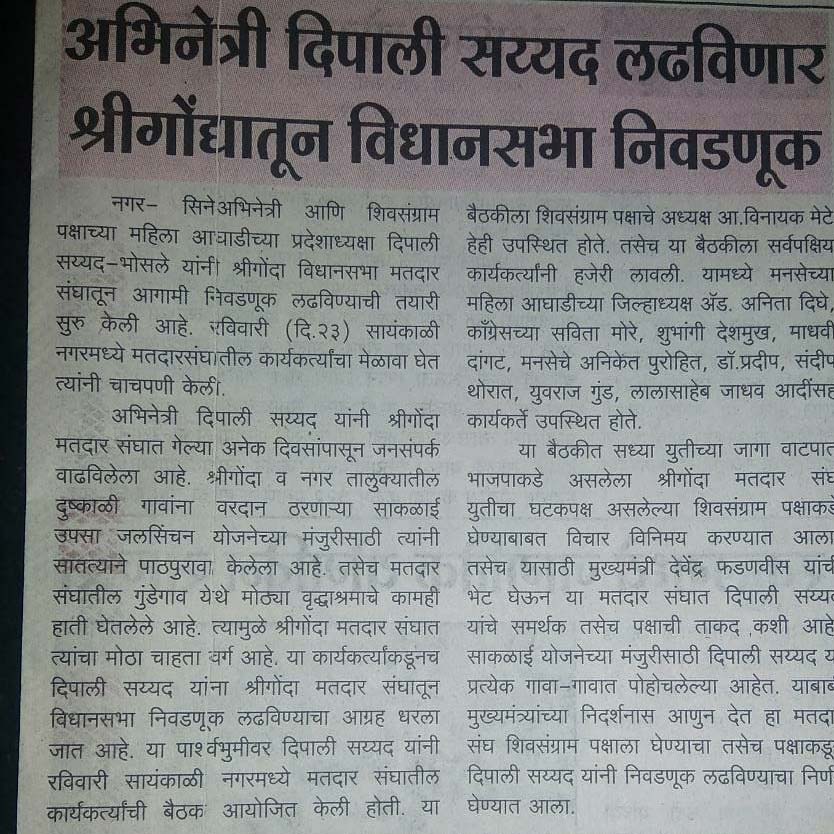 अभिनेत्री दिपाली सय्यद लढविणार
श्रीगोंद्यातून विधानसभा निवडणूक
नगर– सिनेअभिनेत्री आणि शिवसंग्राम
पक्षाच्या महिला आघाडीच्या प्रदेशाध्यक्षा दिपाली
सय्यद-भोसले यांनी श्रीगोंदा विधानसभा मतदार
संघातून आगामी निवडणूक लढविण्याची तयारी
सुरु केली आहे. रविवारी (दि.२३) सायंकाळी
नगरमध्ये मतदारसंघातील कार्यकर्त्यांचा मेळावा घेत
त्यांनी चाचपणी केली.
अभिनेत्री दिपाली सय्यद यांनी श्रीगोंदा
मतदार संघात गेल्या अनेक दिवसांपासून जनसंपर्क
वाढविलेला आहे. श्रीगोंदा व नगर तालुक्यातील
दुष्काळी गावांना वरदान ठरणाऱ्या साकळाई
उपसा जलसिंचन योजनेच्या मंजुरीसाठी त्यांनी
सातत्याने पाठपुरावा केलेला आहे. तसेच मतदार
संघातील गुंडेगाव येथे मोठ्या वृद्धाश्रमाचे कामही
हाती घेतलेले आहे. त्यामुळे श्रीगोंदा मतदार संघात
त्यांचा मोठा चाहता वर्ग आहे. या कार्यकर्त्यांकडूनच
दिपाली सय्यद यांना श्रीगोंदा मतदार संघातून
विधानसभा निवडणूक लढविण्याचा आग्रह धरला
जात आहे. या पार्श्वभुमीवर दिपाली सय्यद यांनी
रविवारी सायंकाळी नगरमध्ये मतदार संघातील
कार्यकर्त्यांची बैठक आयोजित केली होती. या
बैठकीला शिवसंग्राम पक्षाचे अध्यक्ष आ.विनायक मेटे
हेही उपस्थित होते. तसेच या बैठकीला सर्वपक्षिय
कार्यकर्त्यांनी हजेरी लावली. यामध्ये मनसेच्या
महिला आघाडीच्या जिल्हाध्यक्ष ॲड. अनिता दिघे,
काँग्रेसच्या सविता मोरे, शुभांगी देशमुख, माधवी
दांगट, मनसेचे अनिकेत पुरोहित, डॉ.प्रदीप, संदीप
थोरात, युवराज गुंड, लालासाहेब जाधव आदींसह
कार्यकर्ते उपस्थित होते.
या बैठकीत सध्या युतीच्या जागा वाटपात
भाजपाकडे असलेला श्रीगोंदा मतदार संघ
युतीचा घटकपक्ष असलेल्या शिवसंग्राम पक्षाकडे
घेण्याबाबत विचार विनिमय करण्यात आला
तसेच यासाठी मुख्यमंत्री देवेंद्र फडणवीस यांची
भेट घेऊन या मतदार संघात दिपाली सय्यद
यांचे समर्थक तसेच पक्षाची ताकद कशी आहे
साकळाई योजनेच्या मंजुरीसाठी दिपाली सय्यद या
प्रत्येक गावा-गावात पोहोचलेल्या आहेत. याबाबत
मुख्यमंत्र्यांच्या निदर्शनास आणुन देत हा मतदा
संघ शिवसंग्राम पक्षाला घेण्याचा तसेच पक्षाकडू
दिपाली सय्यद यांनी निवडणूक लढविण्याचा निर्ण
घेण्यात आला.